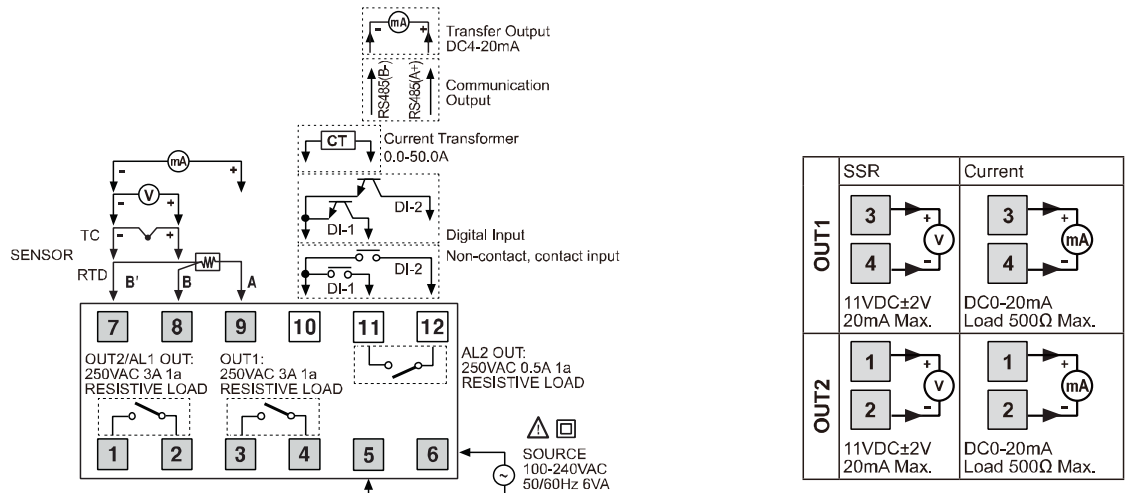 - mA +
Transfer Output
DC4-20mA
RS485(B-)
RS485(A+)
Communication
Output
CT
Current Transformer
0.0-50.0A
- mA +
- V +
TC - +
SENSOR
RTD B' B A
DI-2
DI-1
Digital Input
Non-contact, contact input
DI-2
DI-1
7 8 9 10 11 12
OUT2/AL1 OUT:
250VAC 3A 1a
RESISTIVE LOAD
OUT1:
250VAC 3A 1a
RESISTIVE LOAD
AL2 OUT:
250VAC 0.5A 1a
RESISTIVE LOAD
1 2 3 4 5 6
SOURCE
100-240VAC
50/60Hz 6VA
SSR
Current
OUT1
3 + V 4 -
3 + mA 4 -
11VDC±2V
20mA Max.
DC0-20mA
Load 500Ω Max.
OUT2
1 + V 2 -
1 + mA 2 -
11VDC±2V
20mA Max.
DC0-20mA
Load 500Ω Max.